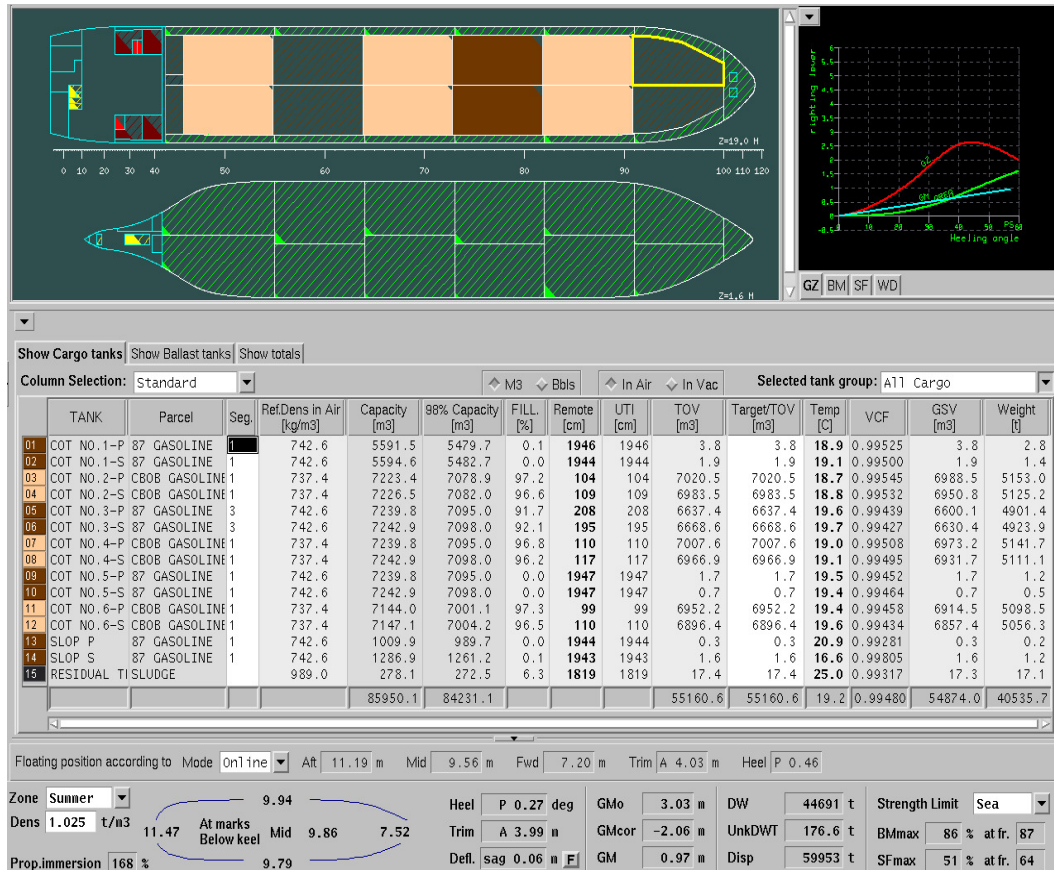 Z=19.0 M
0 10 20 30 40 50 60 70 80 90 100 110 120
Z=1.6 M
righting lever
6
5.5
5
4.5
4
3.5
3
2.5
2
1.5
1
0.5
0
-0.5
GZ
GM
AREA
10 20 30 40 50 PS 60
Heeling angle
GZ BM SF WD
Show Cargo tanks Show Ballast tanks Show totals
Column Selection: Standard M3 Bbls In Air In Vac Selected tank group: All Cargo
TANK Parcel Seg. Ref.Dens in Air [kg/m3] Capacity [m3] 98% Capacity [m3] FILL. [%] Remote [cm] UTI [cm] TOV [m3] Target/TOV [m3] Temp [C] VCF GSV [m3] Weight [t]
01 COT NO.1-P 87 GASOLINE 1 742.6 5591.5 5479.7 0.1 1946 1946 3.8 3.8 18.9 0.99525 3.8 2.8
02 COT NO.1-S 87 GASOLINE 1 742.6 5594.6 5482.7 0.0 1944 1944 1.9 1.9 19.1 0.99500 1.9 1.4
03 COT NO.2-P CBOB GASOLINE 1 737.4 7223.4 7078.9 97.2 104 104 7020.5 7020.5 18.7 0.99545 6988.5 5153.0
04 COT NO.2-S CBOB GASOLINE 1 737.4 7226.5 7082.0 96.6 109 109 6983.5 6983.5 18.8 0.99532 6950.8 5125.2
05 COT NO.3-P 87 GASOLINE 3 742.6 7239.8 7095.0 91.7 208 208 6637.4 6637.4 19.6 0.99439 6600.1 4901.4
06 COT NO.3-S 87 GASOLINE 3 742.6 7242.9 7098.0 92.1 195 195 6668.6 6668.6 19.7 0.99427 6630.4 4923.9
07 COT NO.4-P CBOB GASOLINE 1 737.4 7239.8 7095.0 96.8 110 110 7007.6 7007.6 19.0 0.99508 6973.2 5141.7
08 COT NO.4-S CBOB GASOLINE 1 737.4 7242.9 7098.0 96.2 117 117 6966.9 6966.9 19.1 0.99495 6931.7 5111.1
09 COT NO.5-P 87 GASOLINE 1 742.6 7239.8 7095.0 0.0 1947 1947 1.7 1.7 19.5 0.99452 1.7 1.2
10 COT NO.5-S 87 GASOLINE 1 742.6 7242.9 7098.0 0.0 1947 1947 0.7 0.7 19.4 0.99464 0.7 0.5
11 COT NO.6-P CBOB GASOLINE 1 737.4 7144.0 7001.1 97.3 99 99 6952.2 6952.2 19.4 0.99458 6914.5 5098.5
12 COT NO.6-S CBOB GASOLINE 1 737.4 7147.1 7004.2 96.5 110 110 6896.4 6896.4 19.6 0.99434 6857.4 5056.3
13 SLOP P 87 GASOLINE 1 742.6 1009.9 989.7 0.0 1944 1944 0.3 0.3 20.9 0.99281 0.3 0.2
14 SLOP S 87 GASOLINE 1 742.6 1286.9 1261.2 0.1 1943 1943 1.6 1.6 16.6 0.99805 1.6 1.2
15 RESIDUAL TI SLUDGE 989.0 278.1 272.5 6.3 1819 1819 17.4 17.4 25.0 0.99317 17.3 17.1
85950.1 84231.1 55160.6 55160.6 19.2 0.99480 54874.0 40535.7
Floating position according to Mode Online Aft 11.19 m Mid 9.56 m Fwd 7.20 m Trim A 4.03 m Heel P 0.46
Zone Summer 9.94 Heel P 0.27 deg GMo 3.03 m DW 44691 t Strength Limit Sea
Dens 1.025 t/m3 11.47 At marks Below keel Mid 9.86 7.52 Trim A 3.99 m GMcor -2.06 m UnkDWT 176.6 t BMmax 86 % at fr. 87
Prop.immersion 168 % 9.79 Defl. sag 0.06 m F GM 0.97 m Disp 59953 t SFmax 51 % at fr. 64